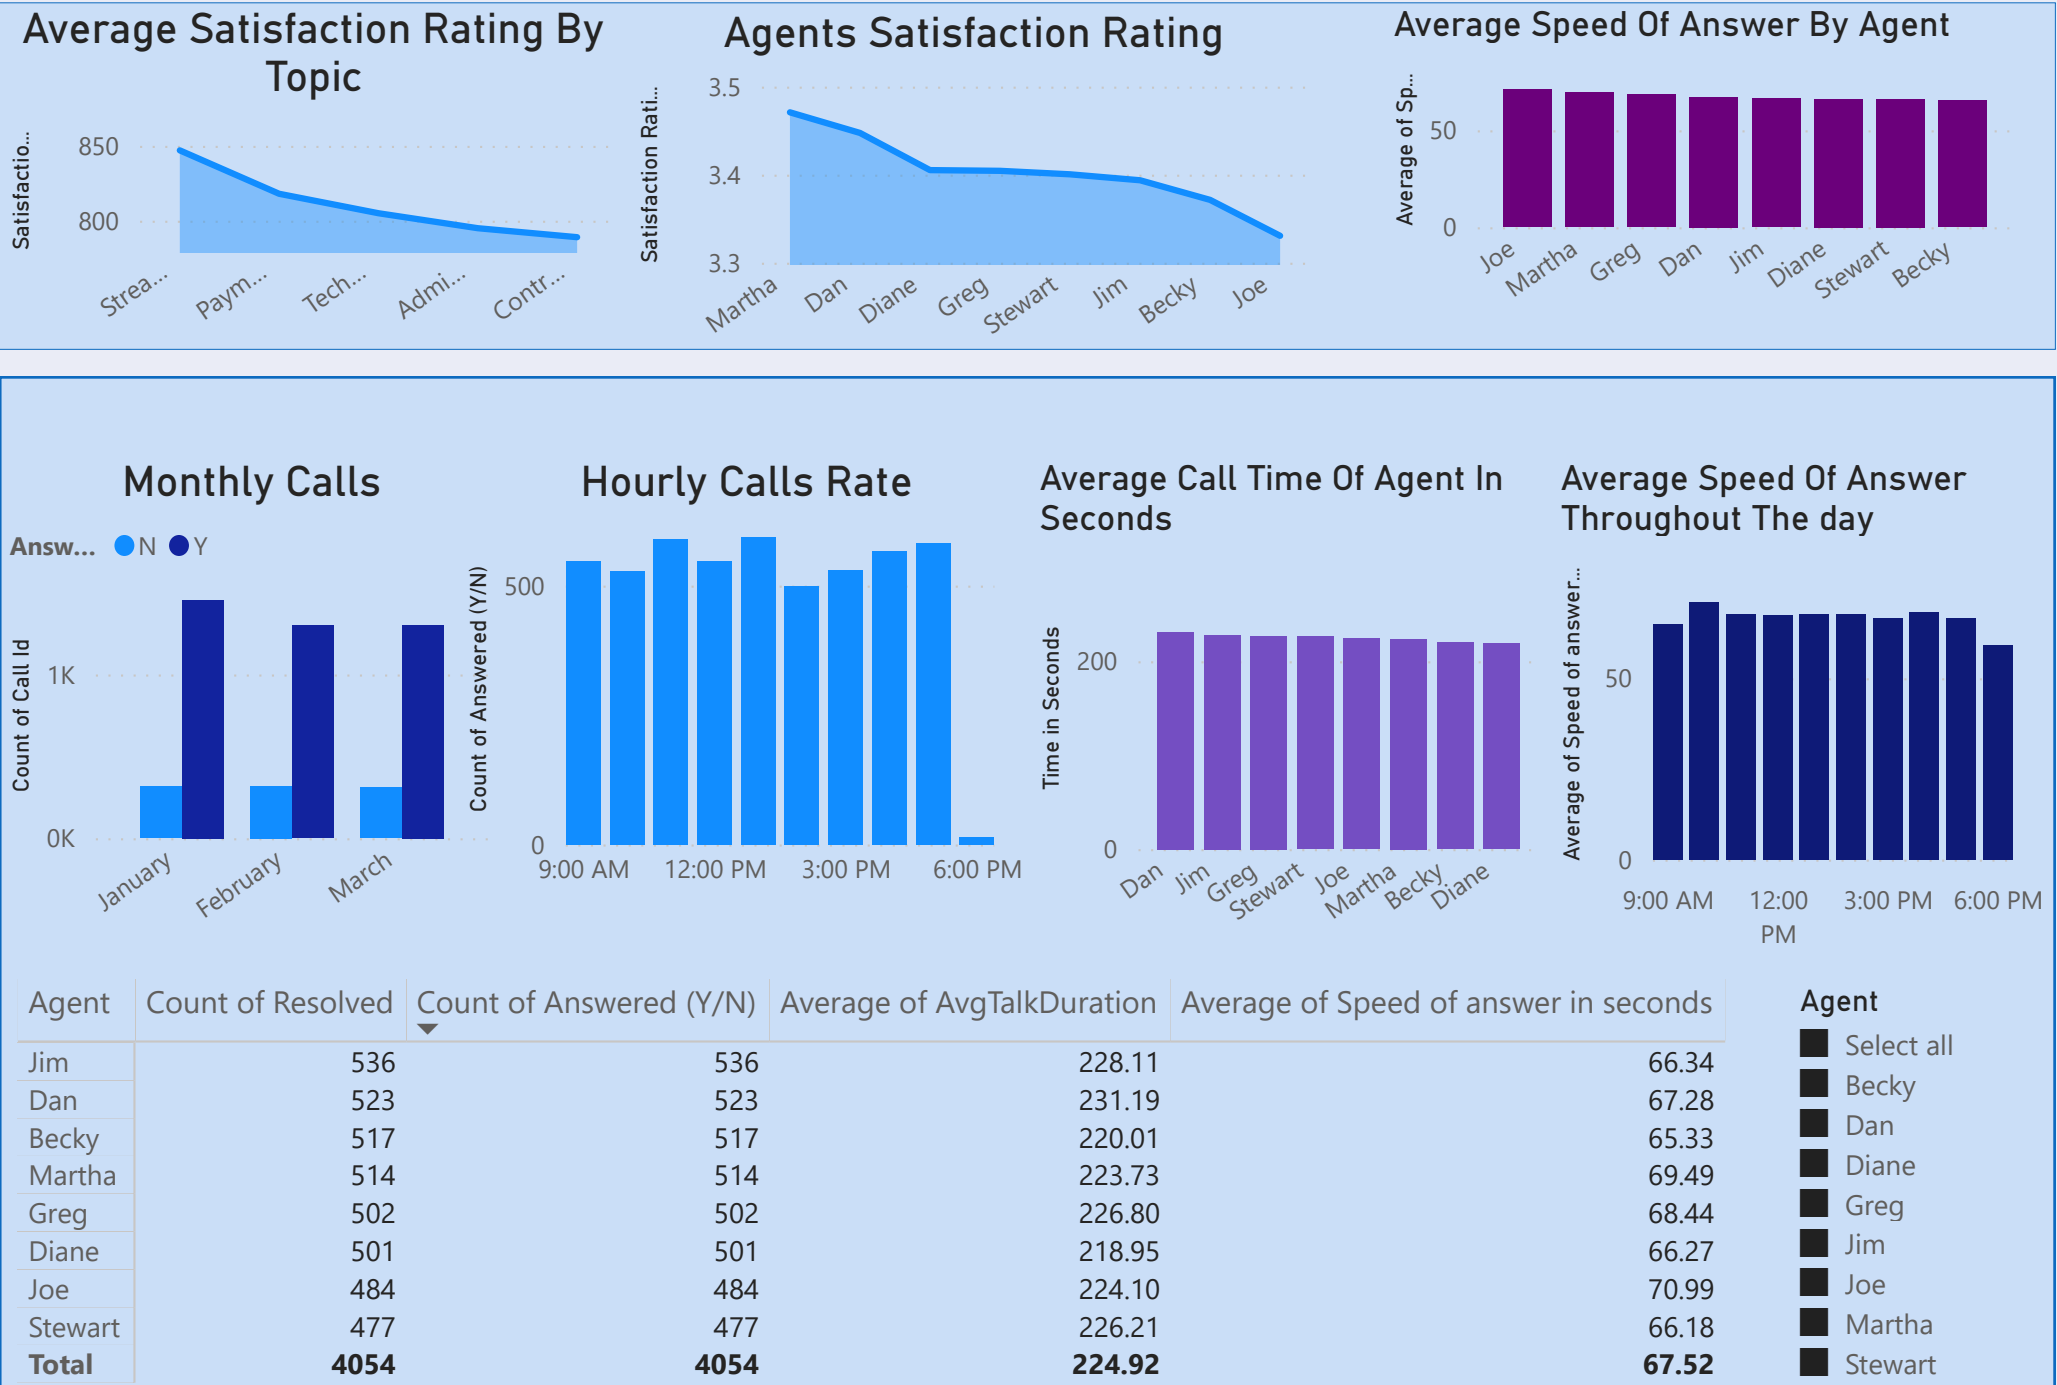 Average Satisfaction Rating By
Topic
Satisfactio...
850
800
Strea...
Paym...
Tech...
Admi...
Contr...
Agents Satisfaction Rating
Satisfaction Rati...
3.5
3.4
3.3
Martha
Dan
Diane
Greg
Stewart
Jim
Becky
Joe
Average Speed Of Answer By Agent
Average of Sp...
50
0
Joe
Martha
Greg
Dan
Jim
Diane
Stewart
Becky
Monthly Calls
Answ... N Y
Count of Call Id
1K
0K
January
February
March
Hourly Calls Rate
Count of Answered (Y/N)
500
0
9:00 AM 12:00 PM 3:00 PM 6:00 PM
Average Call Time Of Agent In
Seconds
Time in Seconds
200
0
Dan
Jim
Greg
Stewart
Joe
Martha
Becky
Diane
Average Speed Of Answer
Throughout The day
Average of Speed of answer...
50
0
9:00 AM 12:00 3:00 PM 6:00 PM
PM
Agent Count of Resolved Count of Answered (Y/N) Average of AvgTalkDuration Average of Speed of answer in seconds
Jim 536 536 228.11 66.34
Dan 523 523 231.19 67.28
Becky 517 517 220.01 65.33
Martha 514 514 223.73 69.49
Greg 502 502 226.80 68.44
Diane 501 501 218.95 66.27
Joe 484 484 224.10 70.99
Stewart 477 477 226.21 66.18
Total 4054 4054 224.92 67.52
Agent
Select all
Becky
Dan
Diane
Greg
Jim
Joe
Martha
Stewart